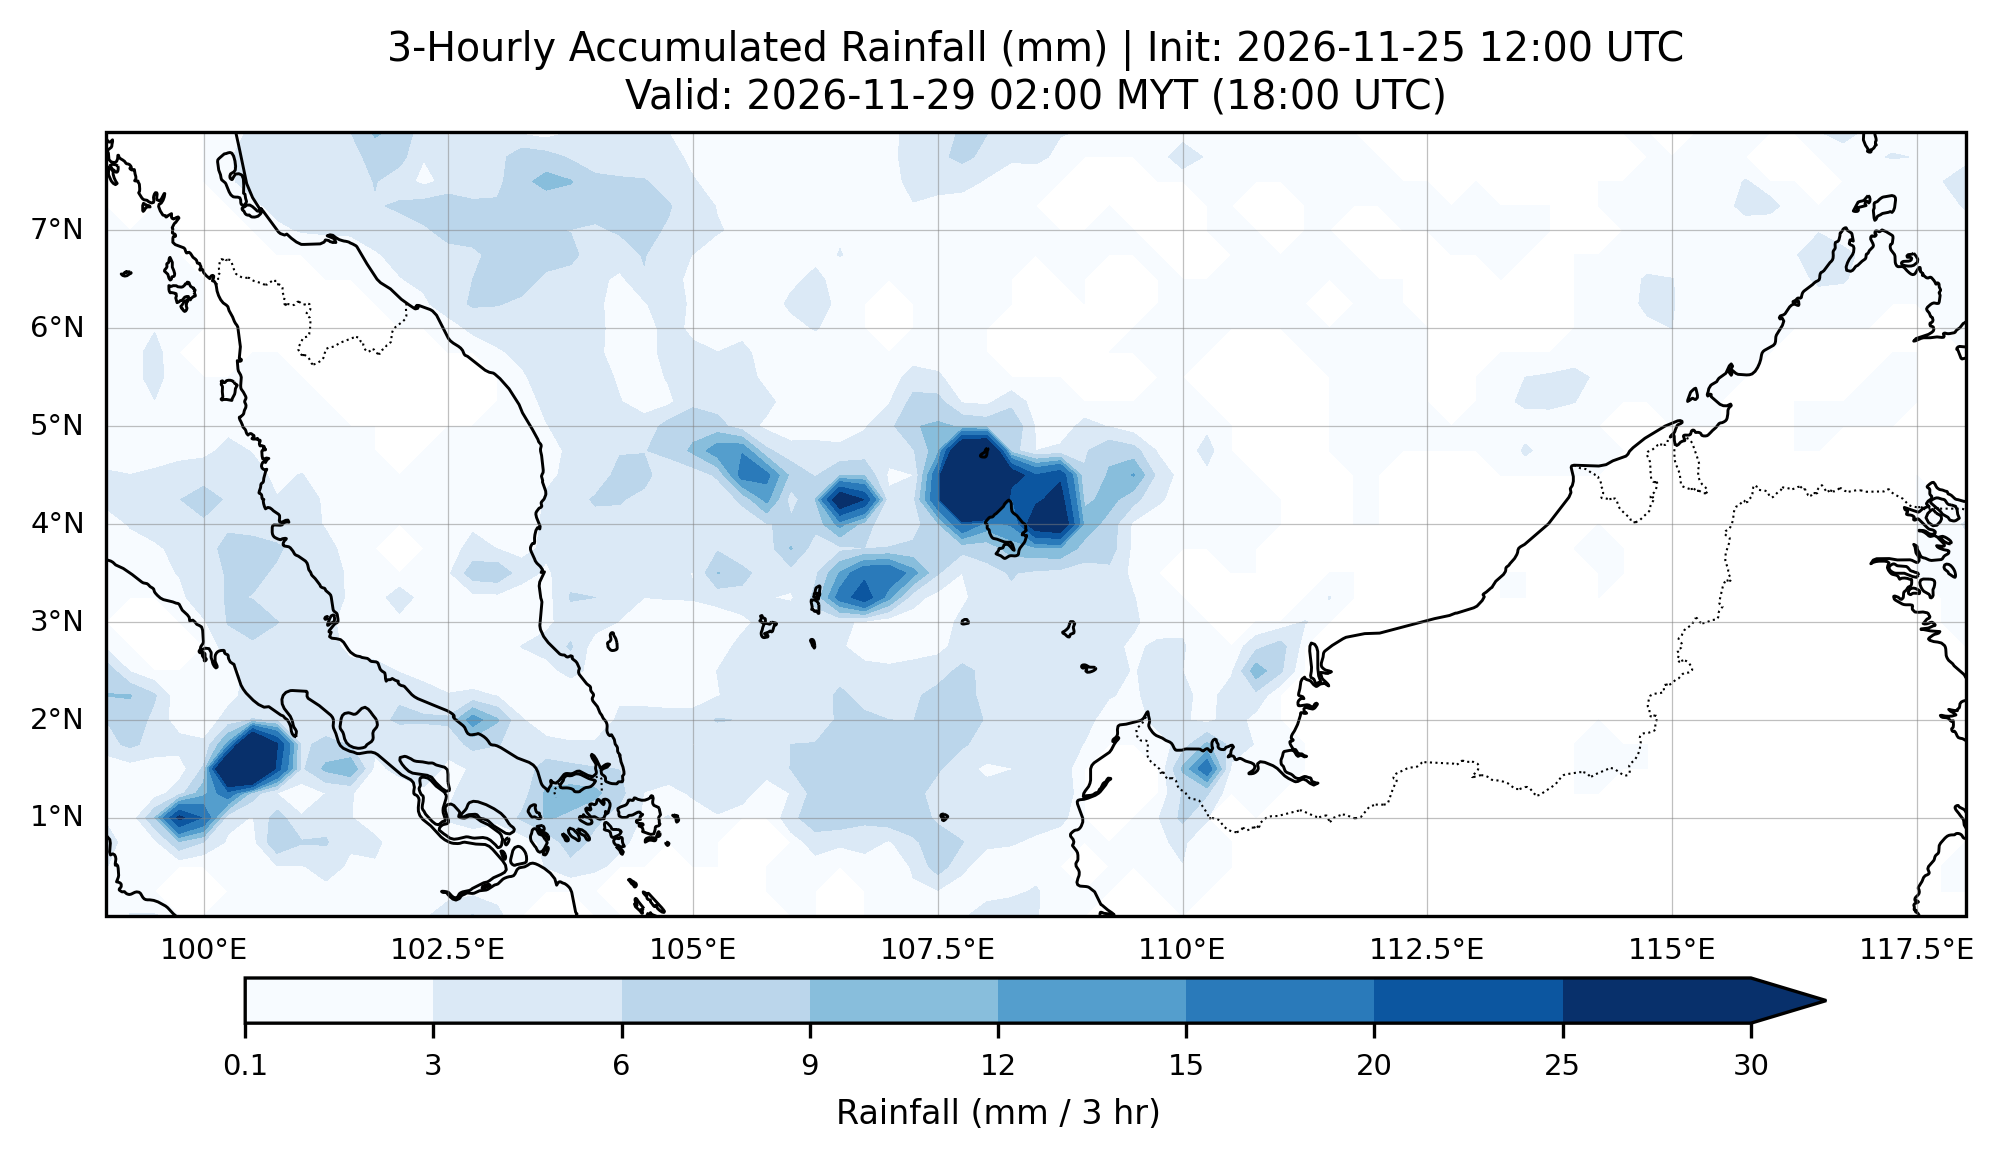 3-Hourly Accumulated Rainfall (mm) | Init: 2026-11-25 12:00 UTC
Valid: 2026-11-29 02:00 MYT (18:00 UTC)
7°N
6°N
5°N
4°N
3°N
2°N
1°N
100°E 102.5°E 105°E 107.5°E 110°E 112.5°E 115°E 117.5°E
0.1 3 6 9 12 15 20 25 30
Rainfall (mm / 3 hr)